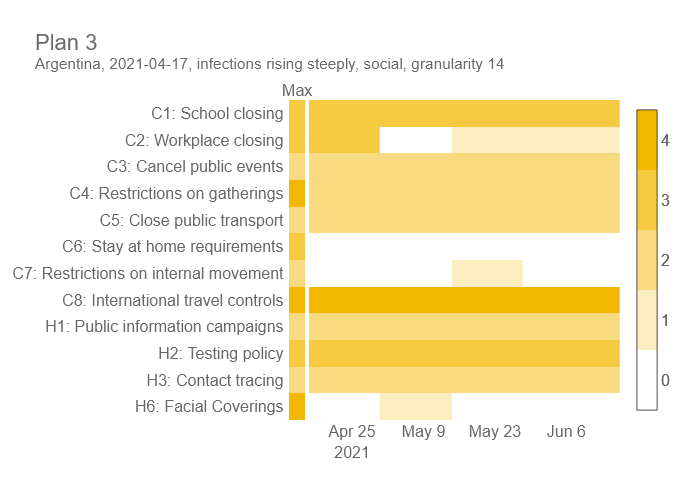 Plan 3
Argentina, 2021-04-17, infections rising steeply, social, granularity 14
Max
C1: School closing
C2: Workplace closing
C3: Cancel public events
C4: Restrictions on gatherings
C5: Close public transport
C6: Stay at home requirements
C7: Restrictions on internal movement
C8: International travel controls
H1: Public information campaigns
H2: Testing policy
H3: Contact tracing
H6: Facial Coverings
Apr 25 May 9 May 23 Jun 6
2021
4
3
2
1
0